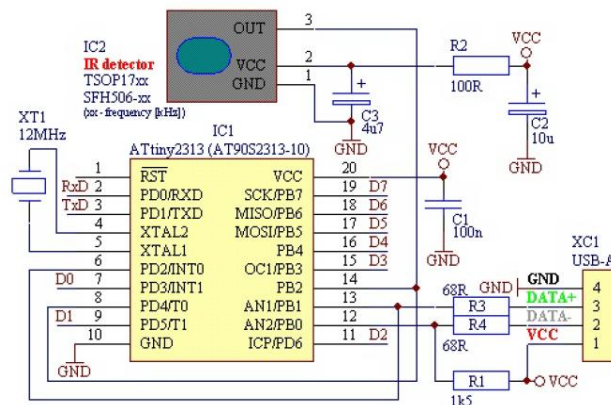 OUT 3
IC2
IR detector
TSOP17xx
SFH506-xx
(xx - frequency [kHz])
VCC 2
GND 1
R2
100R
VCC
C3
4u7
GND
C2
10u
GND
XT1
12MHz
IC1
ATtiny2313 (AT90S2313-10)
1 RST VCC 20
VCC
RxD 2 PD0/RXD SCK/PB7 19 D7
TxD 3 PD1/TXD MISO/PB6 18 D6
4 XTAL2 MOSI/PB5 17 D5
5 XTAL1 PB4 16 D4
6 PD2/INT0 OC1/PB3 15 D3
D0 7 PD3/INT1 PB2 14
8 PD4/T0 AN1/PB1 13
D1 9 PD5/T1 AN2/PB0 12
10 GND ICP/PD6 11 D2
GND
C1
100n
GND
XC1
USB-A
68R
GND GND 4
R3 DATA+ 3
R4 DATA- 2
68R
VCC 1
R1
1k5
VCC